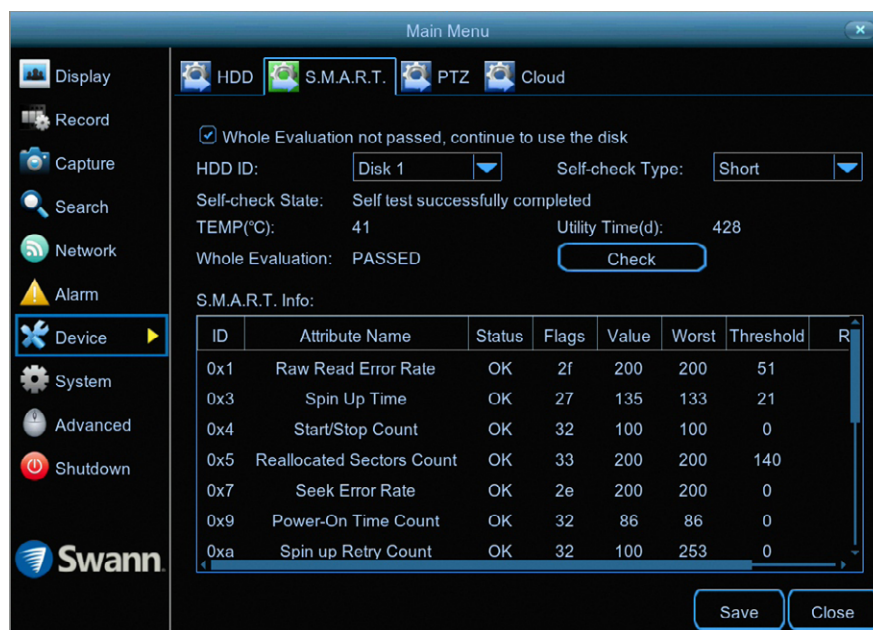 Main Menu
Display
Record
Capture
Search
Network
Alarm
Device
System
Advanced
Shutdown
Swann
HDD S.M.A.R.T. PTZ Cloud
Whole Evaluation not passed, continue to use the disk
HDD ID: Disk 1 Self-check Type: Short
Self-check State: Self test successfully completed
TEMP(°C): 41 Utility Time(d): 428
Whole Evaluation: PASSED Check
S.M.A.R.T. Info:
ID Attribute Name Status Flags Value Worst Threshold R
0x1 Raw Read Error Rate OK 2f 200 200 51
0x3 Spin Up Time OK 27 135 133 21
0x4 Start/Stop Count OK 32 100 100 0
0x5 Reallocated Sectors Count OK 33 200 200 140
0x7 Seek Error Rate OK 2e 200 200 0
0x9 Power-On Time Count OK 32 86 86 0
0xa Spin up Retry Count OK 32 100 253 0
Save Close